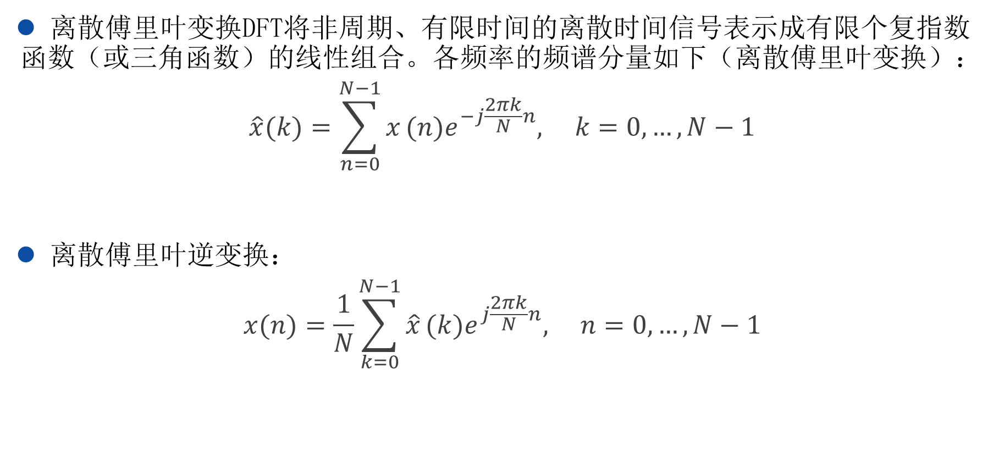 ● 离散傅里叶变换DFT将非周期、有限时间的离散时间信号表示成有限个复指数
函数（或三角函数）的线性组合。各频率的频谱分量如下（离散傅里叶变换）:
$\hat{x}(k) = \sum_{n=0}^{N-1} x(n)e^{-j\frac{2\pi k}{N}n}, \quad k = 0, \ldots, N-1$
● 离散傅里叶逆变换:
$x(n) = \frac{1}{N}\sum_{k=0}^{N-1} \hat{x}(k)e^{j\frac{2\pi k}{N}n}, \quad n = 0, \ldots, N-1$